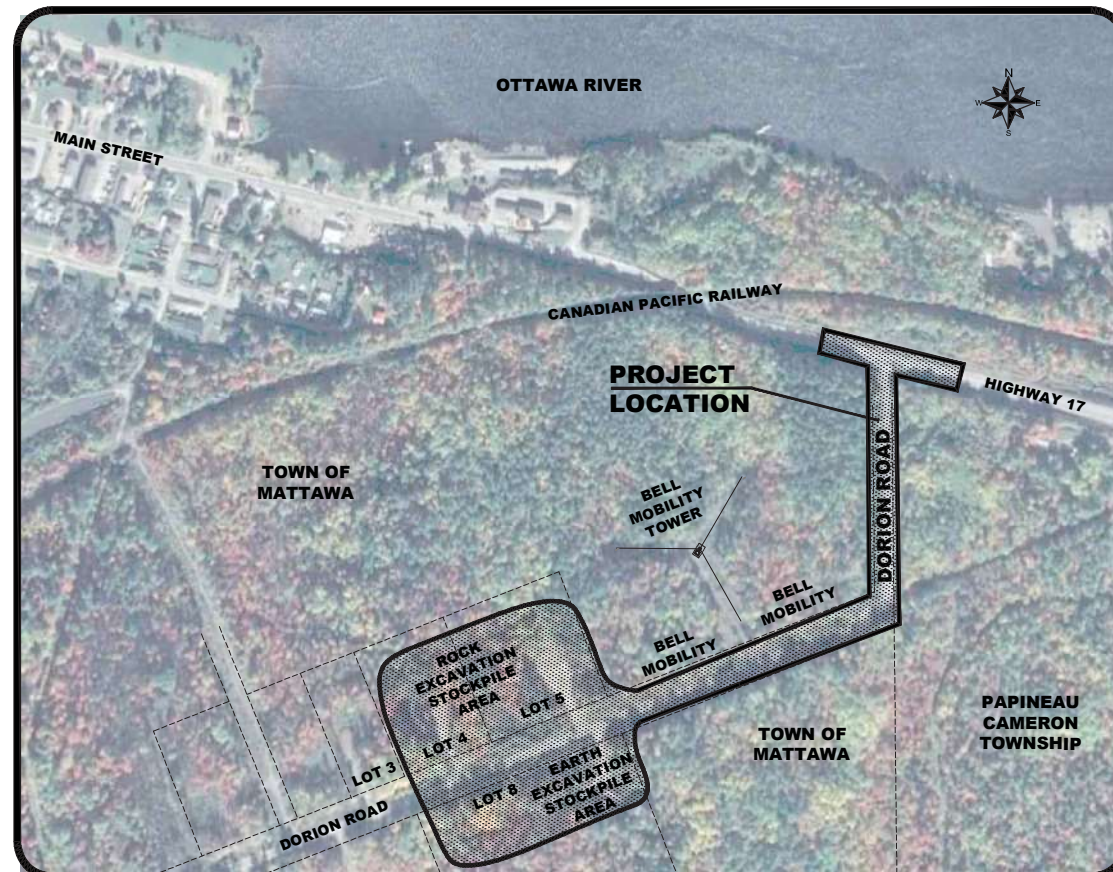 OTTAWA RIVER
N
W
E
S
MAIN STREET
CANADIAN PACIFIC RAILWAY
PROJECT
LOCATION
HIGHWAY 17
DORION ROAD
TOWN OF
MATTAWA
BELL
MOBILITY
TOWER
BELL
MOBILITY
BELL
MOBILITY
ROCK
EXCAVATION
STOCKPILE
AREA
LOT 5
LOT 4
LOT 3
EARTH
EXCAVATION
STOCKPILE
AREA
LOT 8
DORION ROAD
TOWN OF
MATTAWA
PAPINEAU
CAMERON
TOWNSHIP